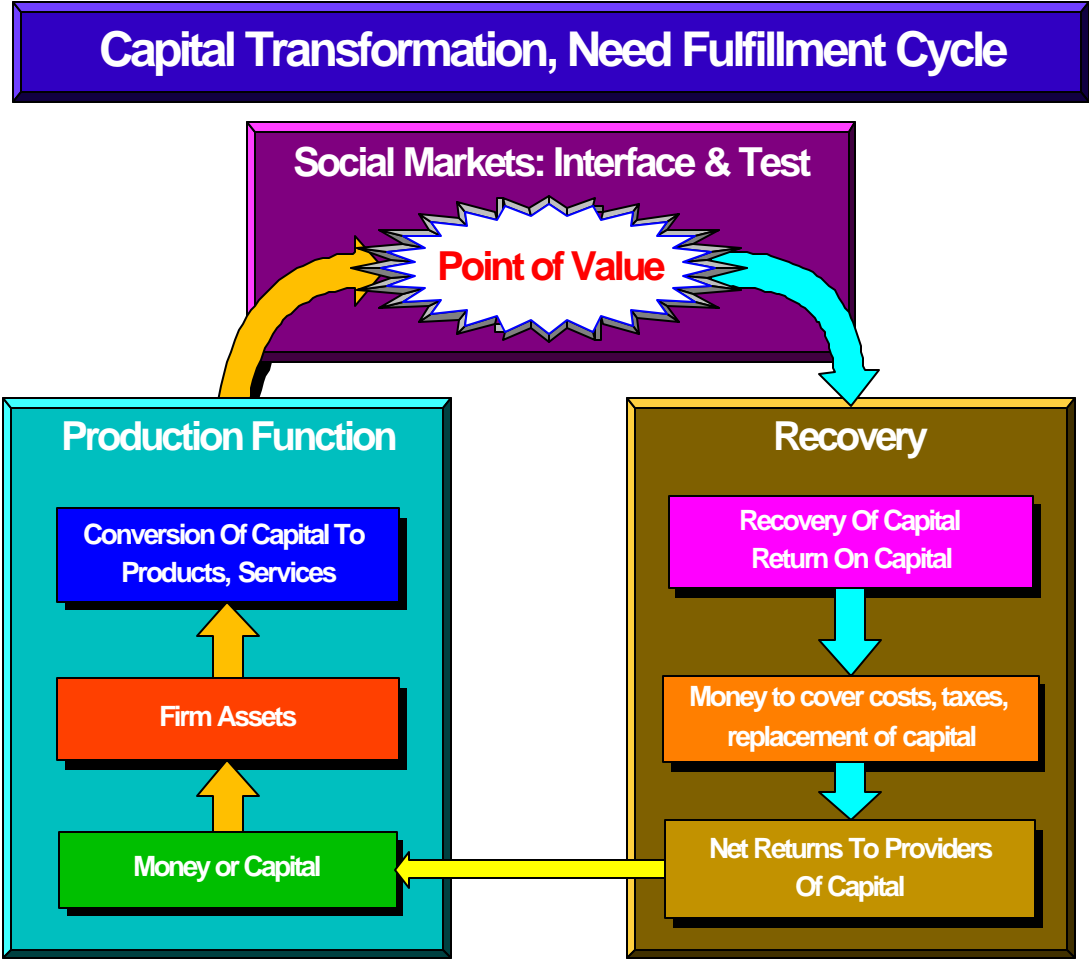 Capital Transformation, Need Fulfillment Cycle
Social Markets: Interface & Test
Point of Value
Production Function
Conversion Of Capital To
Products, Services
Firm Assets
Money or Capital
Recovery
Recovery Of Capital
Return On Capital
Money to cover costs, taxes,
replacement of capital
Net Returns To Providers
Of Capital